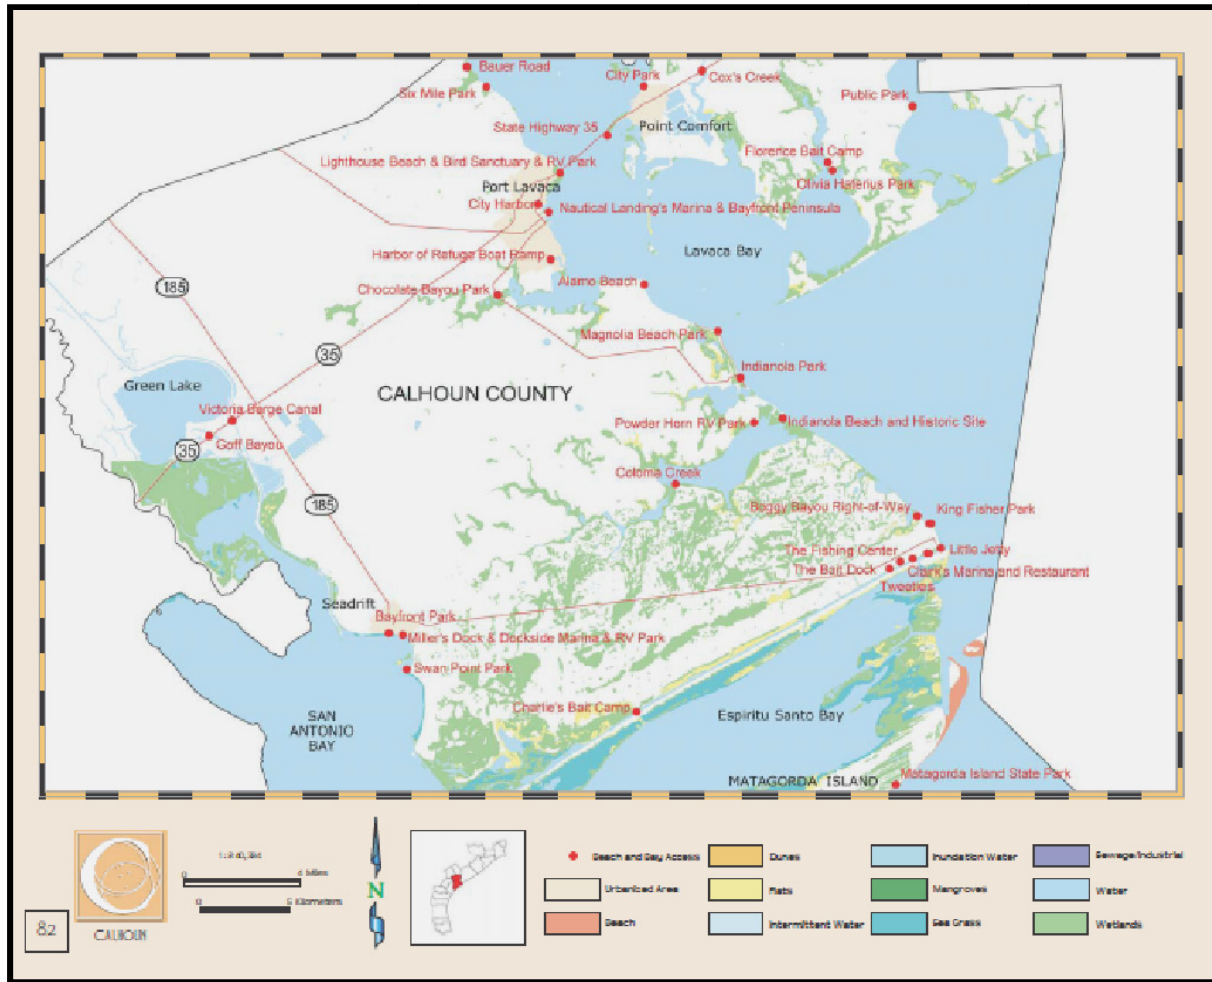 Bauer Road
City Park
Cox's Creek
Six Mile Park
Public Park
State Highway 35
Point Comfort
Florence Bait Camp
Lighthouse Beach & Bird Sanctuary & RV Park
Olivia Haterius Park
Port Lavaca
City Harbor
Nautical Landing's Marina & Bayfront Peninsula
Harbor of Refuge Boat Ramp
Lavaca Bay
Alamo Beach
185
Chocolate Bayou Park
Magnolia Beach Park
35
Indianola Park
Green Lake
CALHOUN COUNTY
Victoria Barge Canal
Powder Horn RV Park
Indianola Beach and Historic Site
Goff Bayou
35
Coloma Creek
185
Boggy Bayou Right-of-Way
King Fisher Park
The Fishing Center
Little Jetty
The Bait Dock
Clark's Marina and Restaurant
Tweeties
Seadrift
Bayfront Park
Miller's Dock & Dockside Marina & RV Park
Swan Point Park
Charlie's Bait Camp
SAN
ANTONIO
BAY
Espiritu Santo Bay
MATAGORDA ISLAND
Matagorda Island State Park
0 4 Miles
0 5 Kilometers
N
82
CALHOUN
Beach and Bay Access
Urbanized Area
Beach
Dunes
Flats
Intermittent Water
Inundation Water
Mangroves
Sea Grass
Sewage/Industrial
Water
Wetlands